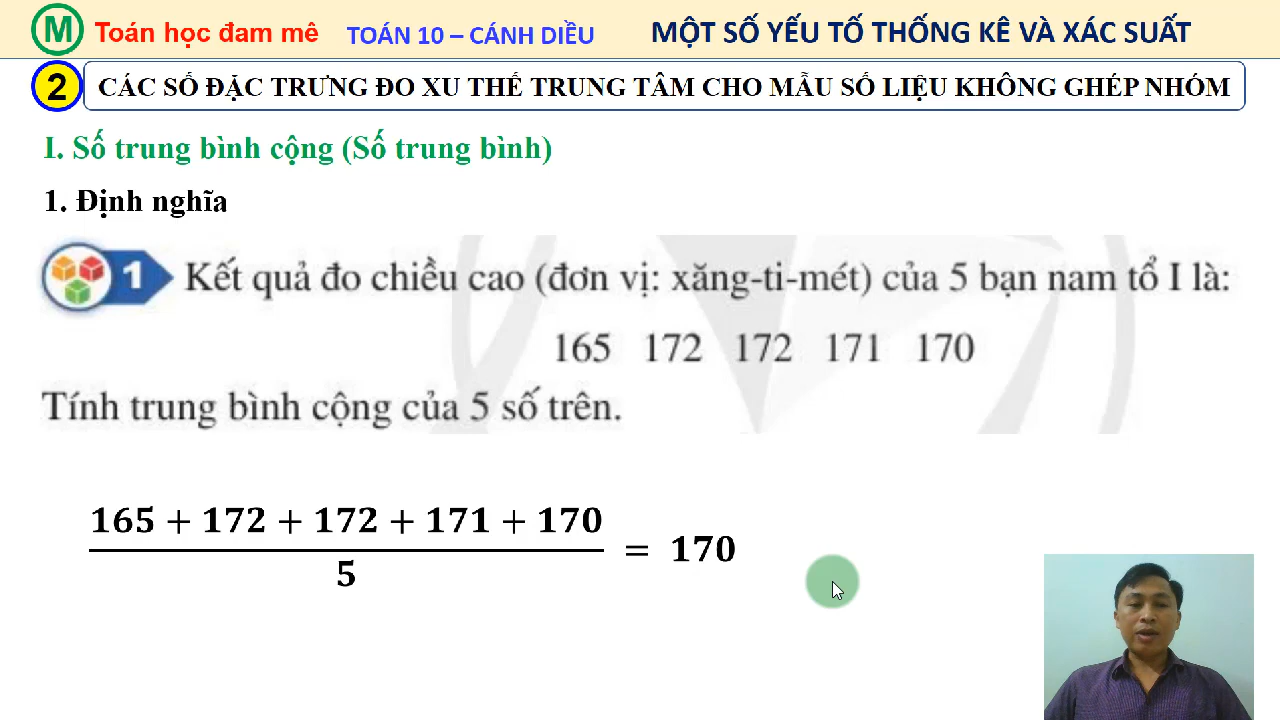 M Toán học đam mê TOÁN 10 – CÁNH DIỀU MỘT SỐ YẾU TỐ THỐNG KÊ VÀ XÁC SUẤT
2 CÁC SỐ ĐẶC TRƯNG ĐO XU THẾ TRUNG TÂM CHO MẪU SỐ LIỆU KHÔNG GHÉP NHÓM
I. Số trung bình cộng (Số trung bình)
1. Định nghĩa
1 Kết quả đo chiều cao (đơn vị: xăng-ti-mét) của 5 bạn nam tổ I là:
165 172 172 171 170
Tính trung bình cộng của 5 số trên.
165 + 172 + 172 + 171 + 170
= 170
5